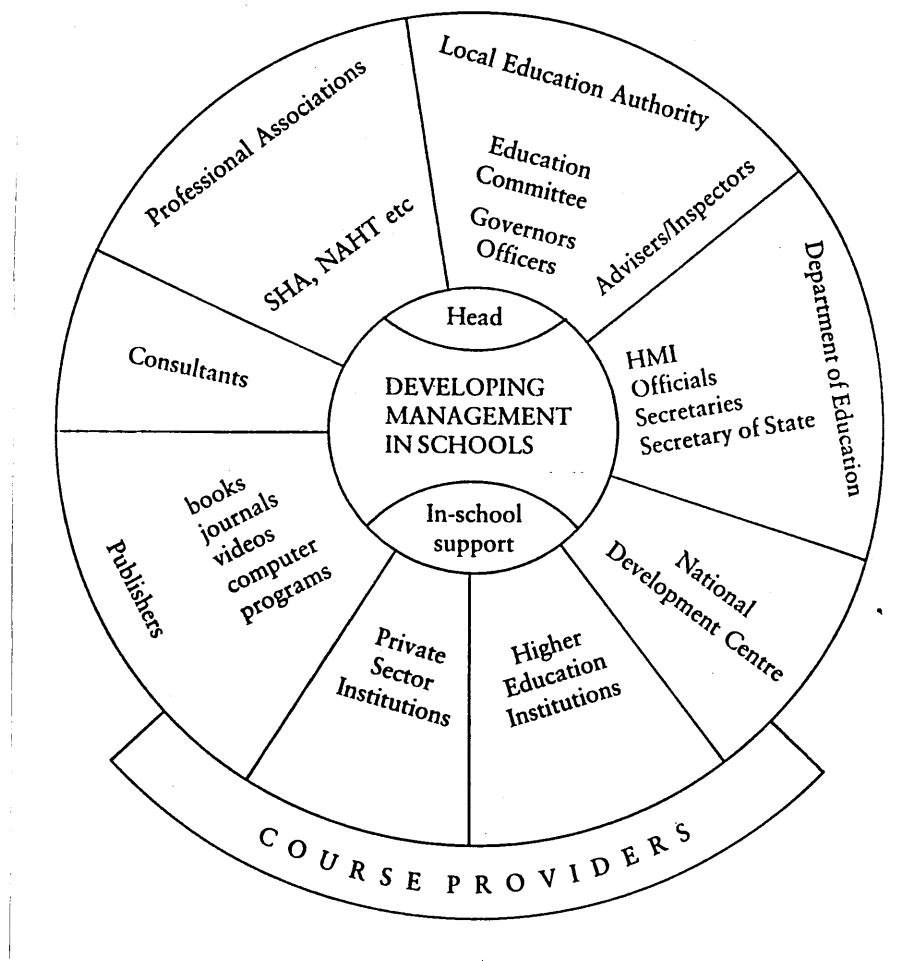 Local Education Authority
Education
Committee
Governors
Officers
Advisers/Inspectors
Department of Education
HMI
Officials
Secretaries
Secretary of State
National
Development Centre
Higher
Education
Institutions
Private
Sector
Institutions
Publishers
books
journals
videos
computer
programs
Consultants
Professional Associations
SHA, NAHT etc
Head
DEVELOPING
MANAGEMENT
IN SCHOOLS
In-school
support
COURSE PROVIDERS